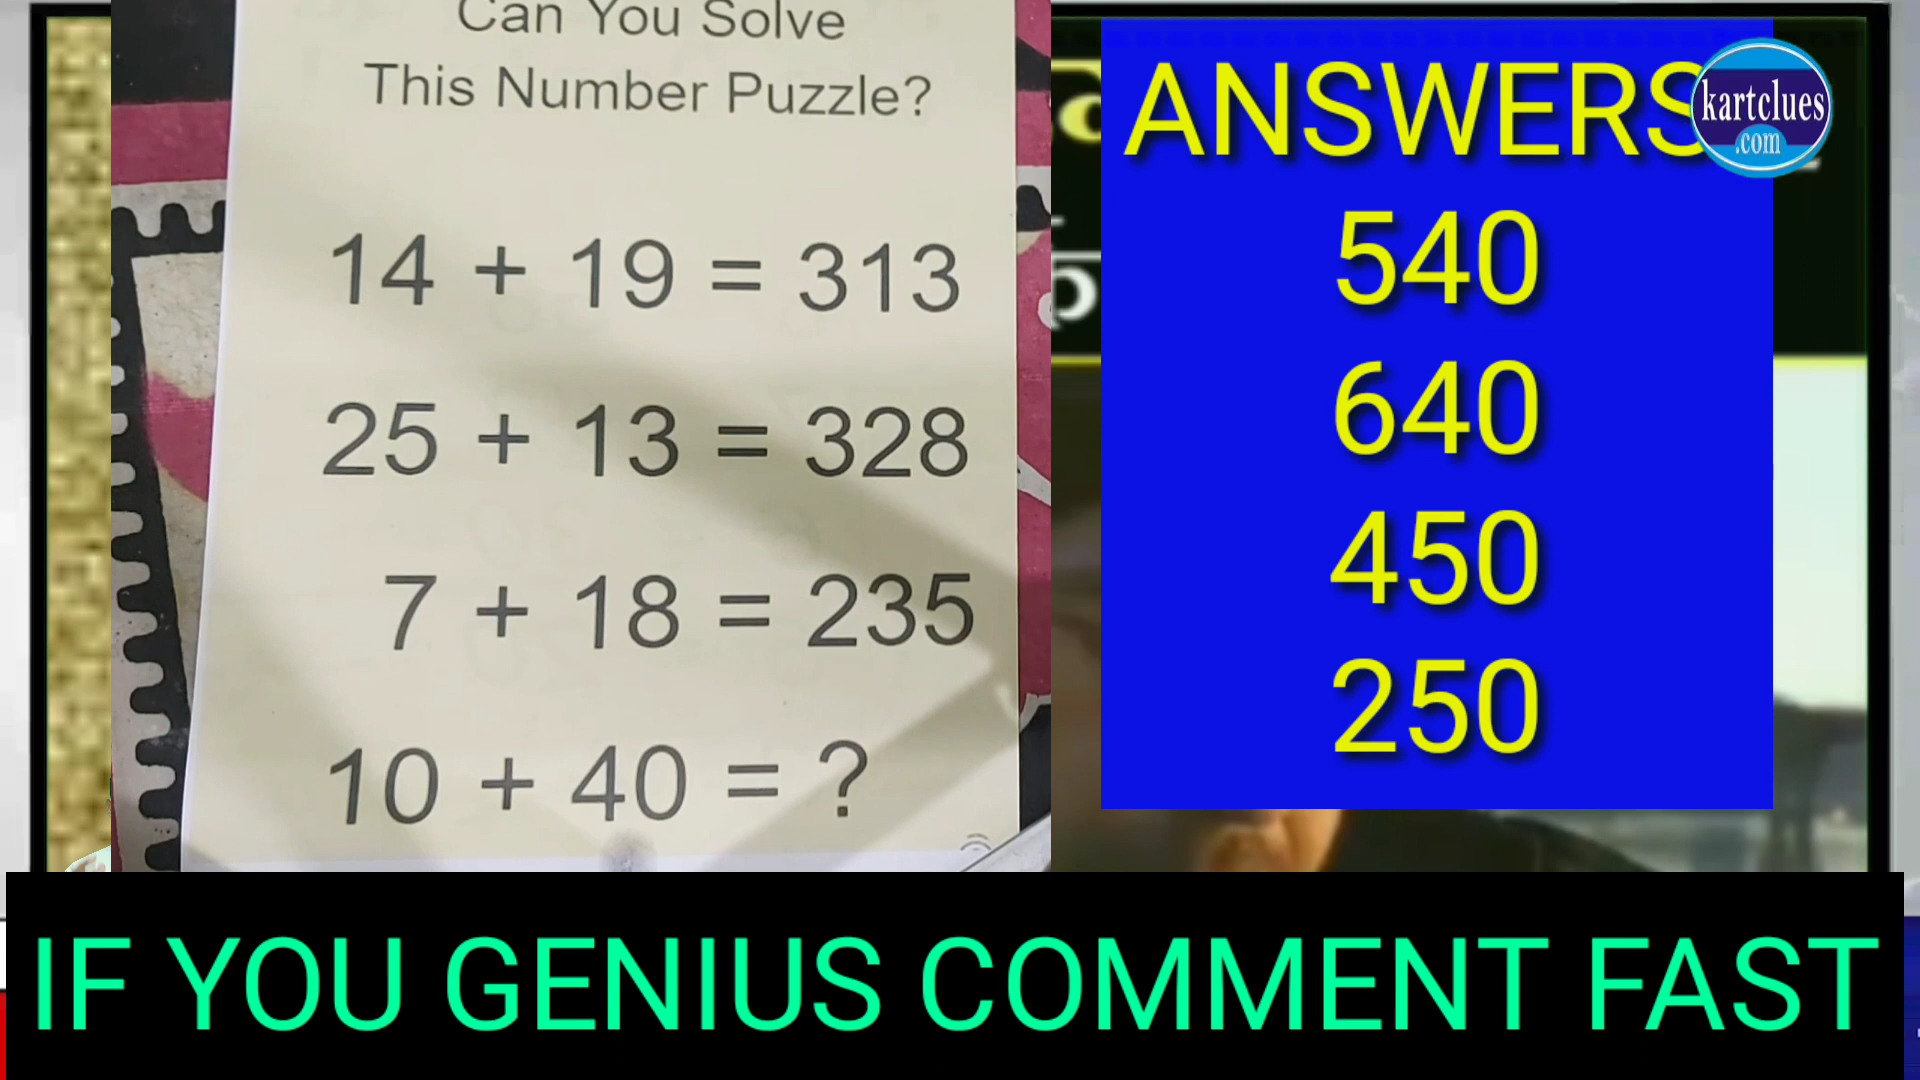 Can You Solve
This Number Puzzle?
14 + 19 = 313
25 + 13 = 328
7 + 18 = 235
10 + 40 = ?
ANSWERS
kartclues
.com
540
640
450
250
IF YOU GENIUS COMMENT FAST